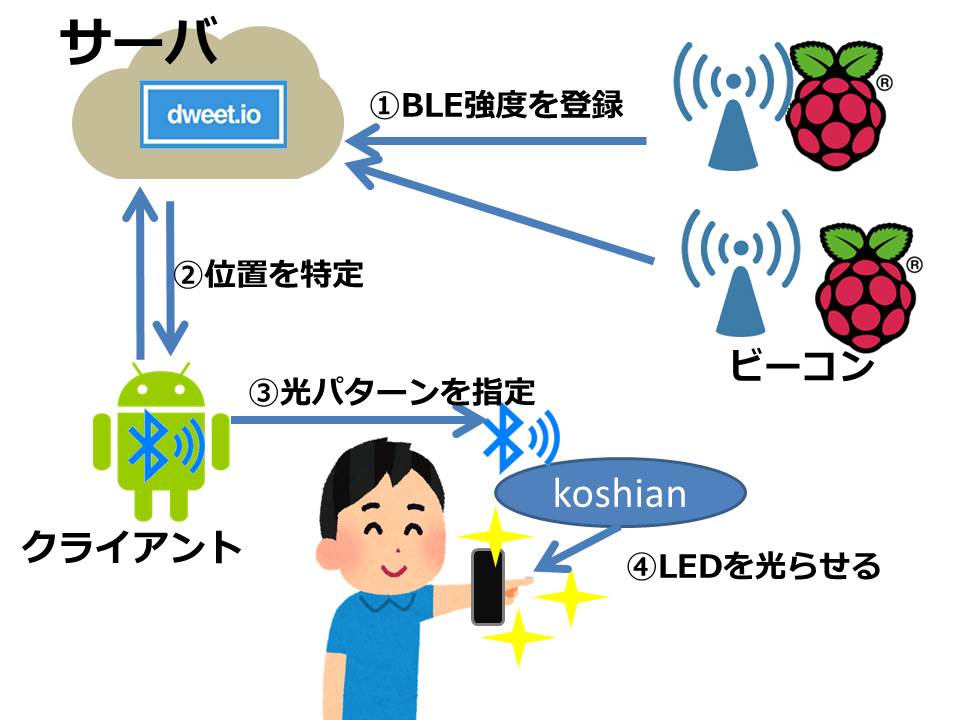 サーバ
dweet.io
①BLE強度を登録
®
®
②位置を特定
ビーコン
③光パターンを指定
koshian
クライアント
④LEDを光らせる